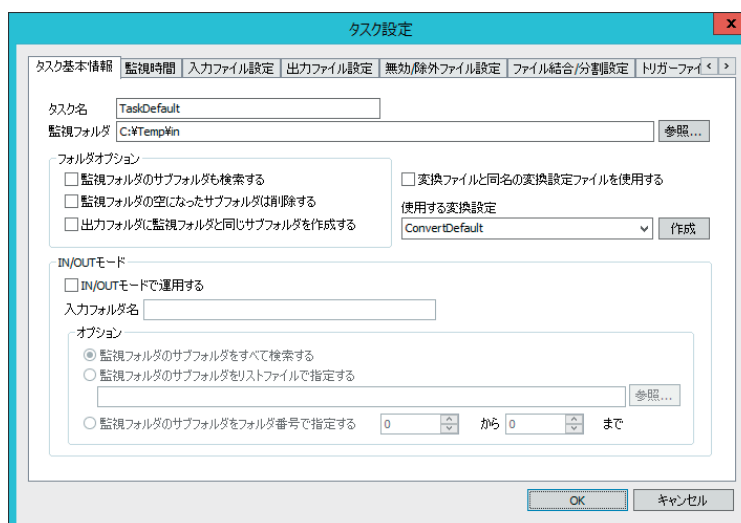 タスク設定
x
タスク基本情報 監視時間 入力ファイル設定 出力ファイル設定 無効/除外ファイル設定 ファイル結合/分割設定 トリガーファイ
タスク名 TaskDefault
監視フォルダ C:¥Temp¥in 参照...
フォルダオプション
監視フォルダのサブフォルダも検索する
監視フォルダの空になったサブフォルダは削除する
出力フォルダに監視フォルダと同じサブフォルダを作成する
変換ファイルと同名の変換設定ファイルを使用する
使用する変換設定
ConvertDefault 作成
IN/OUTモード
IN/OUTモードで運用する
入力フォルダ名
オプション
監視フォルダのサブフォルダをすべて検索する
監視フォルダのサブフォルダをリストファイルで指定する
参照...
監視フォルダのサブフォルダをフォルダ番号で指定する 0 から 0 まで
OK キャンセル